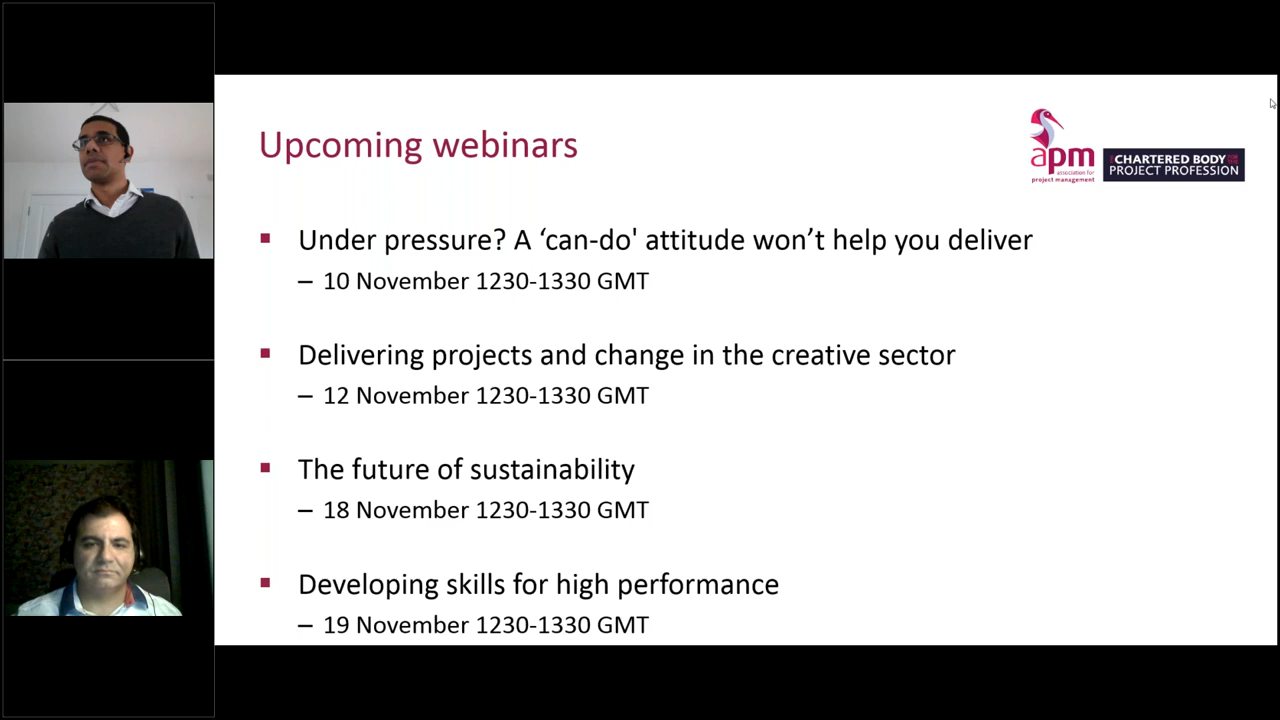 Upcoming webinars
apm
association for
project management
CHARTERED BODY
PROJECT PROFESSION
▪ Under pressure? A ‘can-do' attitude won’t help you deliver
– 10 November 1230-1330 GMT
▪ Delivering projects and change in the creative sector
– 12 November 1230-1330 GMT
▪ The future of sustainability
– 18 November 1230-1330 GMT
▪ Developing skills for high performance
– 19 November 1230-1330 GMT